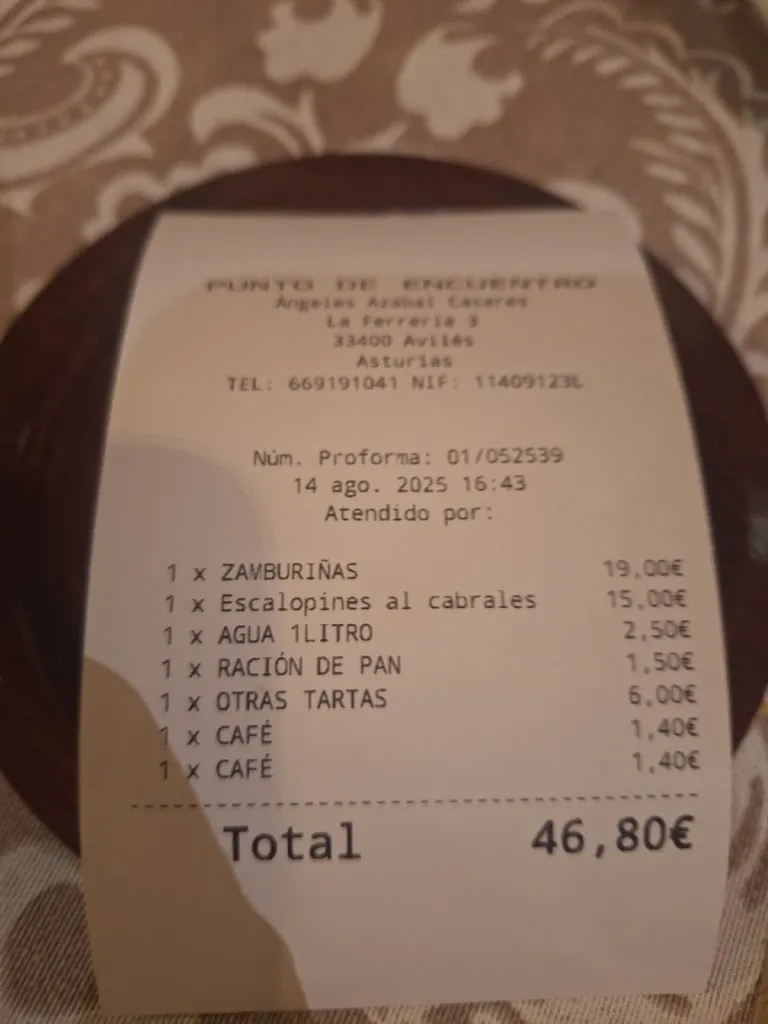 PUNTO DE ENCUENTRO
Ángeles Azabal Casares
La Ferreria 3
33400 Avilés
Asturias
TEL: 669191041 NIF: 11409123L
Núm. Proforma: 01/052539
14 ago. 2025 16:43
Atendido por:
1 x ZAMBURIÑAS 19,00€
1 x Escalopines al cabrales 15,00€
1 x AGUA 1LITRO 2,50€
1 x RACIÓN DE PAN 1,50€
1 x OTRAS TARTAS 6,00€
1 x CAFÉ 1,40€
1 x CAFÉ 1,40€
Total 46,80€